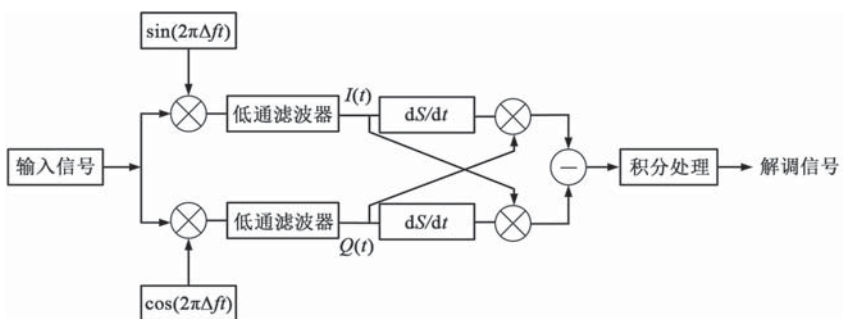 sin(2πΔft)
低通滤波器
I(t)
dS/dt
输入信号
积分处理
解调信号
低通滤波器
Q(t)
dS/dt
cos(2πΔft)